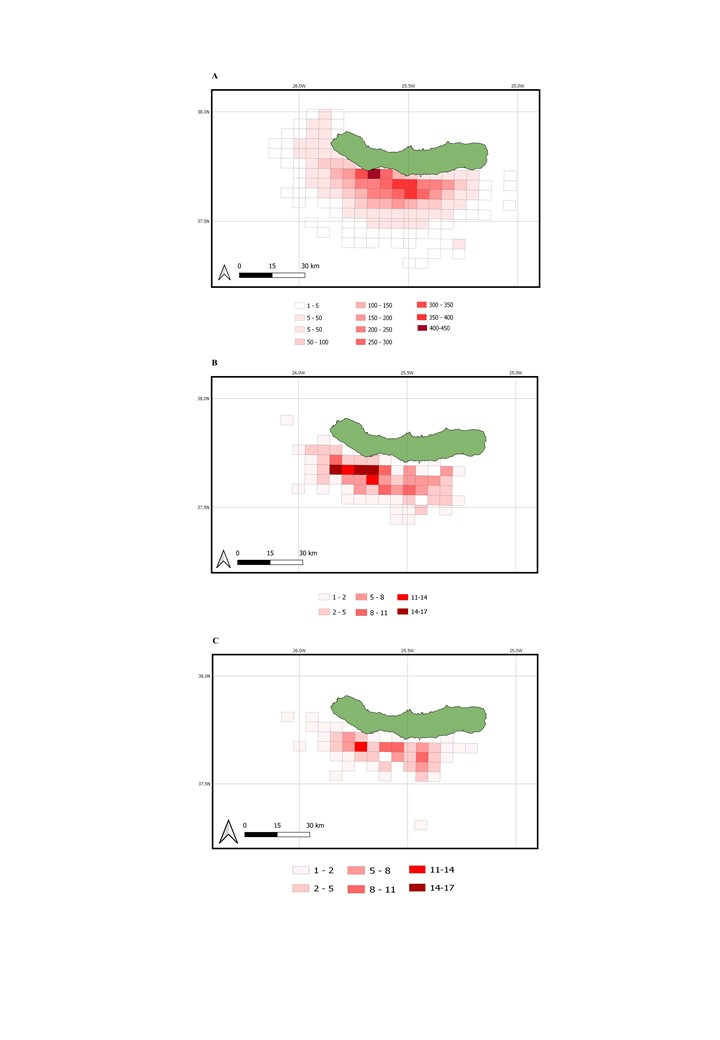 A
26.0W 25.5W 25.0W
38.0N
37.5N
0 15 30 km
1 - 5 100 - 150 300 - 350
5 - 50 150 - 200 350 - 400
5 - 50 200 - 250 400-450
50 - 100 250 - 300
B
26.0W 25.5W 25.0W
38.0N
37.5N
0 15 30 km
1 - 2 5 - 8 11-14
2 - 5 8 - 11 14-17
C
26.0W 25.5W 25.0W
38.0N
37.5N
0 15 30 km
1 - 2 5 - 8 11-14
2 - 5 8 - 11 14-17